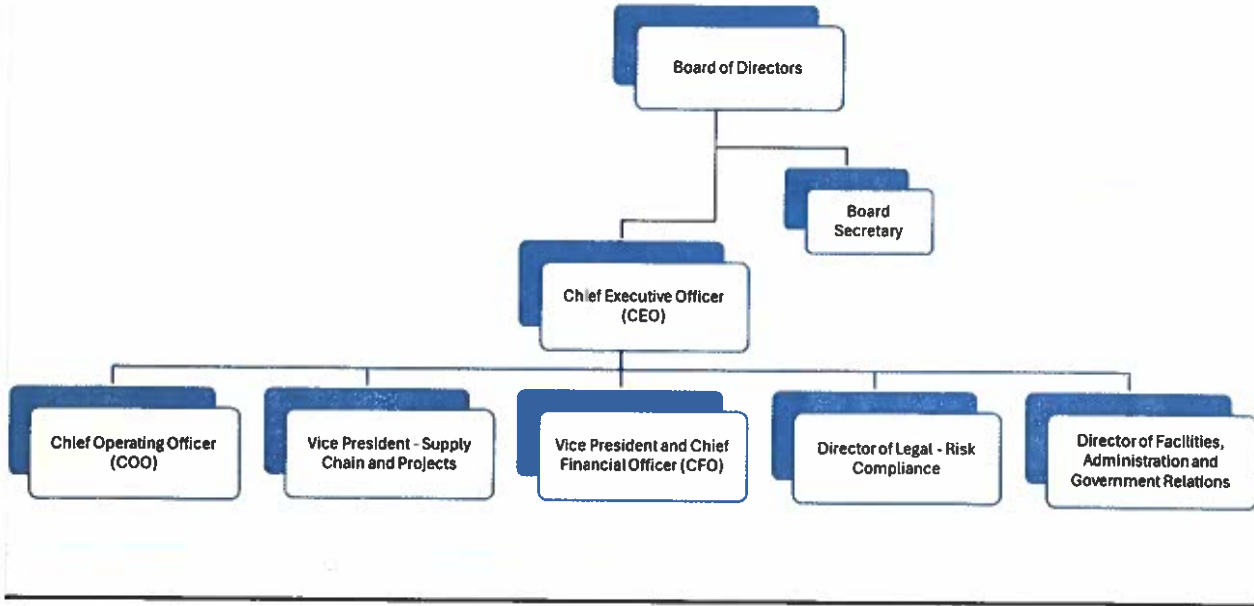 Board of Directors
Board
Secretary
Chief Executive Officer
(CEO)
Chief Operating Officer
(COO)
Vice President - Supply
Chain and Projects
Vice President and Chief
Financial Officer (CFO)
Director of Legal - Risk
Compliance
Director of Facilities,
Administration and
Government Relations